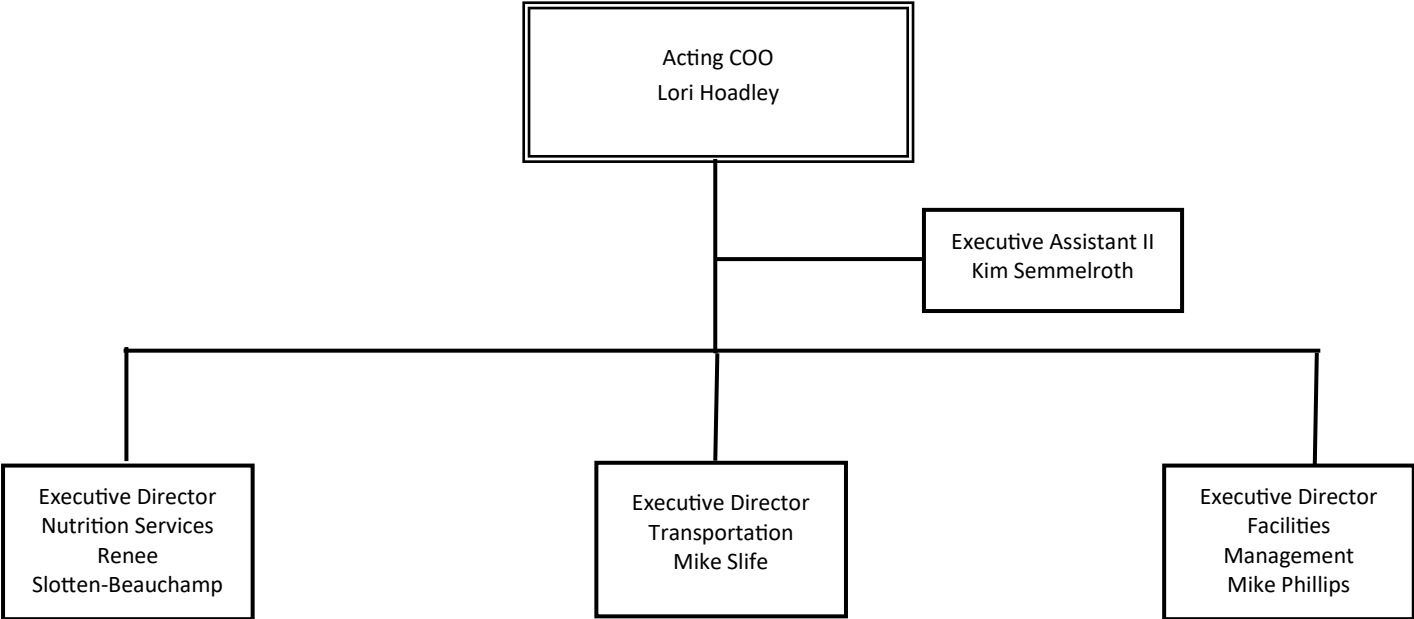 Acting COO
Lori Hoadley
Executive Assistant II
Kim Semmelroth
Executive Director
Nutrition Services
Renee
Slotten-Beauchamp
Executive Director
Transportation
Mike Slife
Executive Director
Facilities
Management
Mike Phillips